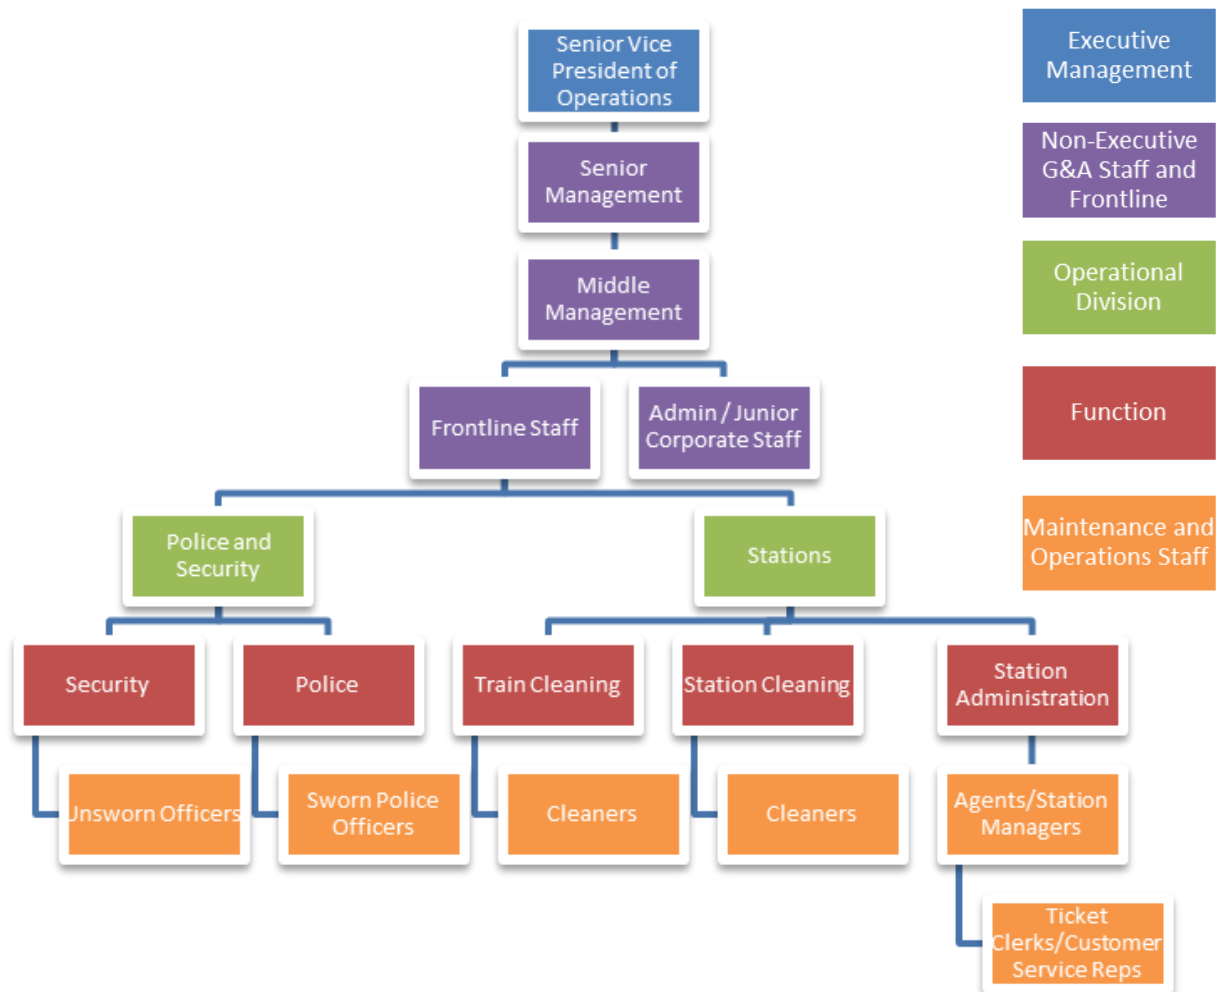 Senior Vice
President of
Operations
Executive
Management
Senior
Management
Non-Executive
G&A Staff and
Frontline
Middle
Management
Operational
Division
Frontline Staff
Admin / Junior
Corporate Staff
Function
Police and
Security
Stations
Maintenance and
Operations Staff
Security
Police
Train Cleaning
Station Cleaning
Station
Administration
Unsworn Officers
Sworn Police
Officers
Cleaners
Cleaners
Agents/Station
Managers
Ticket
Clerks/Customer
Service Reps